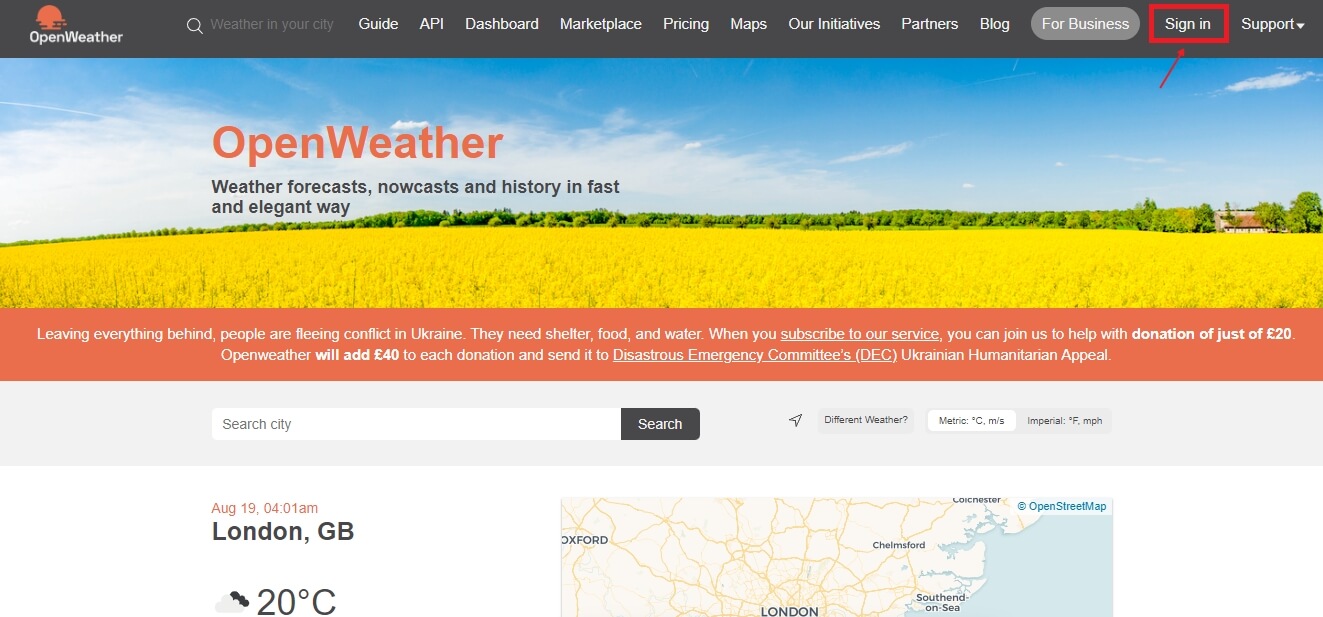 OpenWeather
Weather in your city
Guide
API
Dashboard
Marketplace
Pricing
Maps
Our Initiatives
Partners
Blog
For Business
Sign in
Support
OpenWeather
Weather forecasts, nowcasts and history in fast
and elegant way
Leaving everything behind, people are fleeing conflict in Ukraine. They need shelter, food, and water. When you subscribe to our service, you can join us to help with donation of just of £20.
Openweather will add £40 to each donation and send it to Disastrous Emergency Committee's (DEC) Ukrainian Humanitarian Appeal.
Search city
Search
Different Weather?
Metric: °C, m/s
Imperial: °F, mph
Aug 19, 04:01am
London, GB
20°C
Colchester
© OpenStreetMap
OXFORD
Chelmsford
Southend-
on-Sea
LONDON